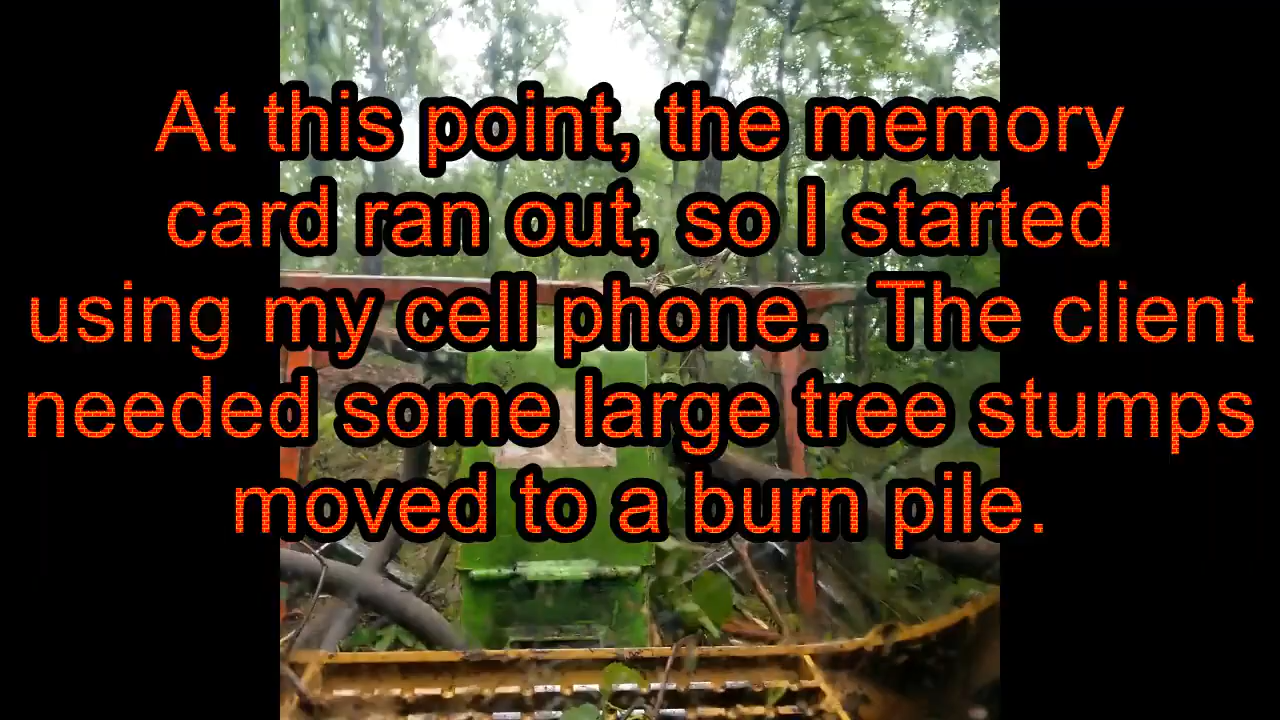 At this point, the memory
card ran out, so I started
using my cell phone.  The client
needed some large tree stumps
moved to a burn pile.